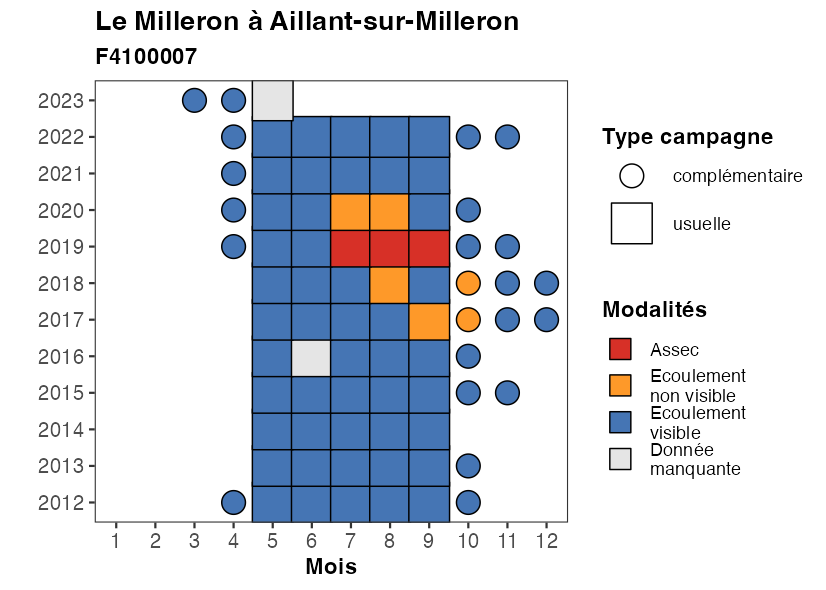 Le Milleron à Aillant-sur-Milleron
F4100007
2023
2022
2021
2020
2019
2018
2017
2016
2015
2014
2013
2012
1 2 3 4 5 6 7 8 9 10 11 12
Mois
Type campagne
complémentaire
usuelle
Modalités
Assec
Ecoulement
non visible
Ecoulement
visible
Donnée
manquante